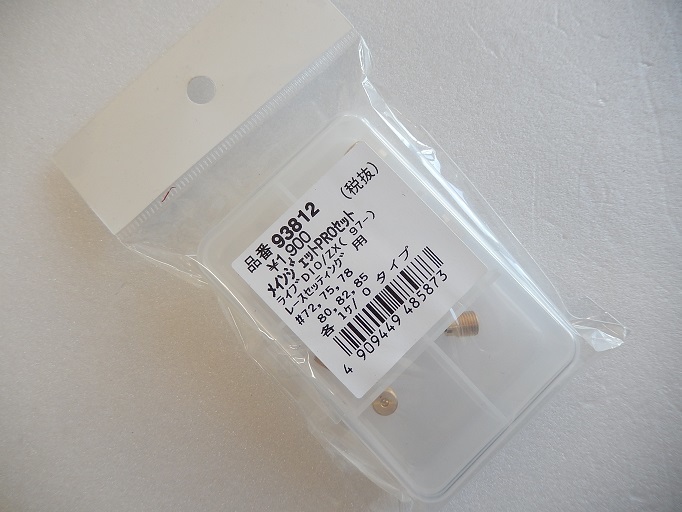 品番 93812
¥1,900 (税抜)
ﾒｲﾝｼﾞｪｯﾄPROｾｯﾄ
ﾗｲﾌﾞDIO/ZX( 97-)
ﾚｰｽｾｯﾃｨﾝｸﾞ 用
#72,75,78
80,82,85
各1ｹ/O タイプ
4 909449 485873